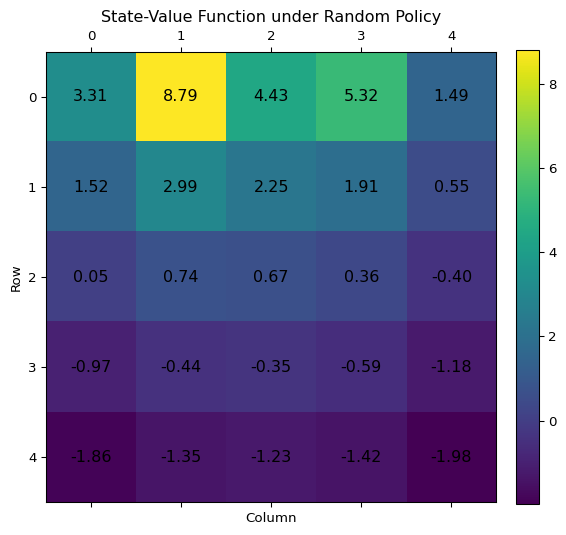 State-Value Function under Random Policy
0 1 2 3 4
0 3.31 8.79 4.43 5.32 1.49
1 1.52 2.99 2.25 1.91 0.55
2 0.05 0.74 0.67 0.36 -0.40
3 -0.97 -0.44 -0.35 -0.59 -1.18
4 -1.86 -1.35 -1.23 -1.42 -1.98
Row
Column
8
6
4
2
0